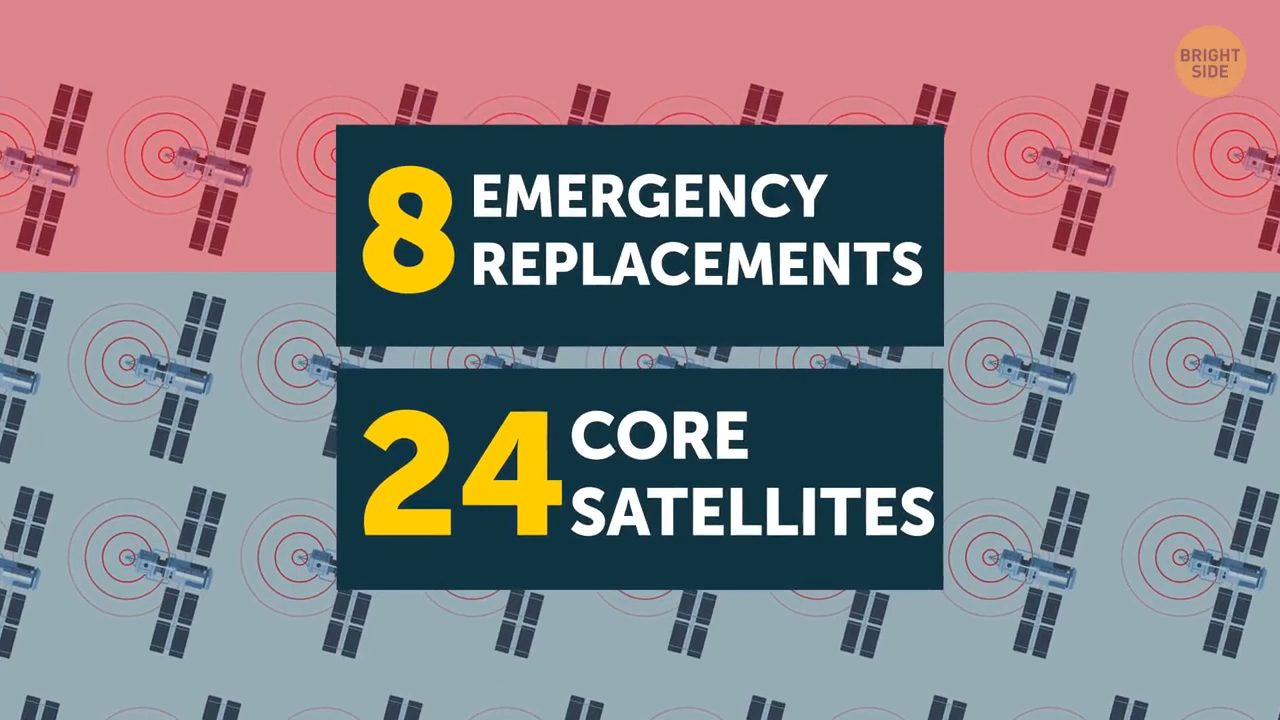 BRIGHT
SIDE
8 EMERGENCY
REPLACEMENTS
24 CORE
SATELLITES